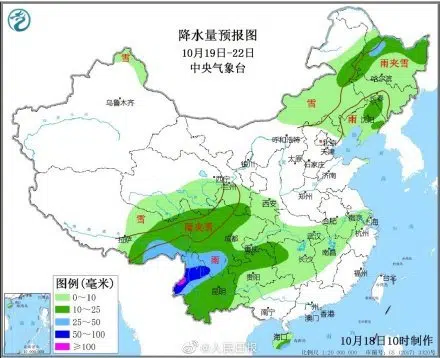 降水量预报图
10月19日-22日
中央气象台
雪
雨夹雪
哈尔滨
乌鲁木齐
雪
长春
雨
沈阳
呼和浩特
北京
天津
银川
太原
石家庄
济南
西宁
兰州
郑州
西安
雪
雨夹雪
合肥
南京
上海
拉萨
成都
武汉
杭州
雨
重庆
南昌
长沙
贵阳
福州
台北
昆明
图例(毫米)
0~10
10~25
25~50
50~100
≥100
南宁
广州
香港
澳门
海口
@人民日报
10月18日10时制作